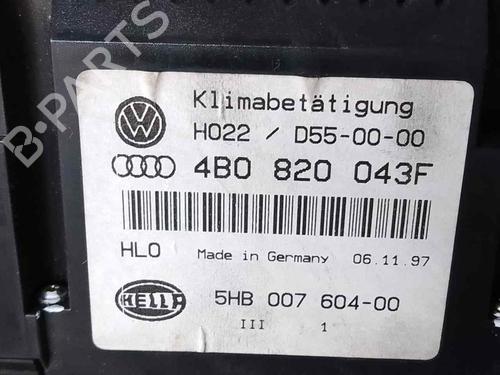 B-PARTS
Klimabetätigung
H022 / D55-00-00
4B0 820 043F
HLO Made in Germany 06.11.97
HELLA 5HB 007 604-00
III 1